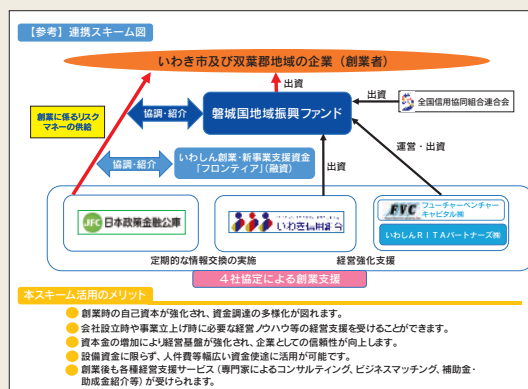 【参考】連携スキーム図
いわき市及び双葉郡地域の企業(創業者)
出資
出資
創業に係るリスク
マネーの供給
協調・紹介
磐城国地域振興ファンド
全国信用協同組合連合会
協調・紹介
いわしん創業・新事業支援資金
「フロンティア」(融資)
出資
運営・出資
JFC 日本政策金融公庫
いわき信用組合
FVC フューチャーベンチャー
キャピタル㈱
いわしんRITAパートナーズ㈱
定期的な情報交換の実施
経営強化支援
4社協定による創業支援
本スキーム活用のメリット
創業時の自己資本が強化され、資金調達の多様化が図れます。
会社設立時や事業立上げ時に必要な経営ノウハウ等の経営支援を受けることができます。
資本金の増加により経営基盤が強化され、企業としての信頼性が向上します。
設備資金に限らず、人件費等幅広い資金使途に活用が可能です。
創業後も各種経営支援サービス(専門家によるコンサルティング、ビジネスマッチング、補助金・
助成金紹介等)が受けられます。